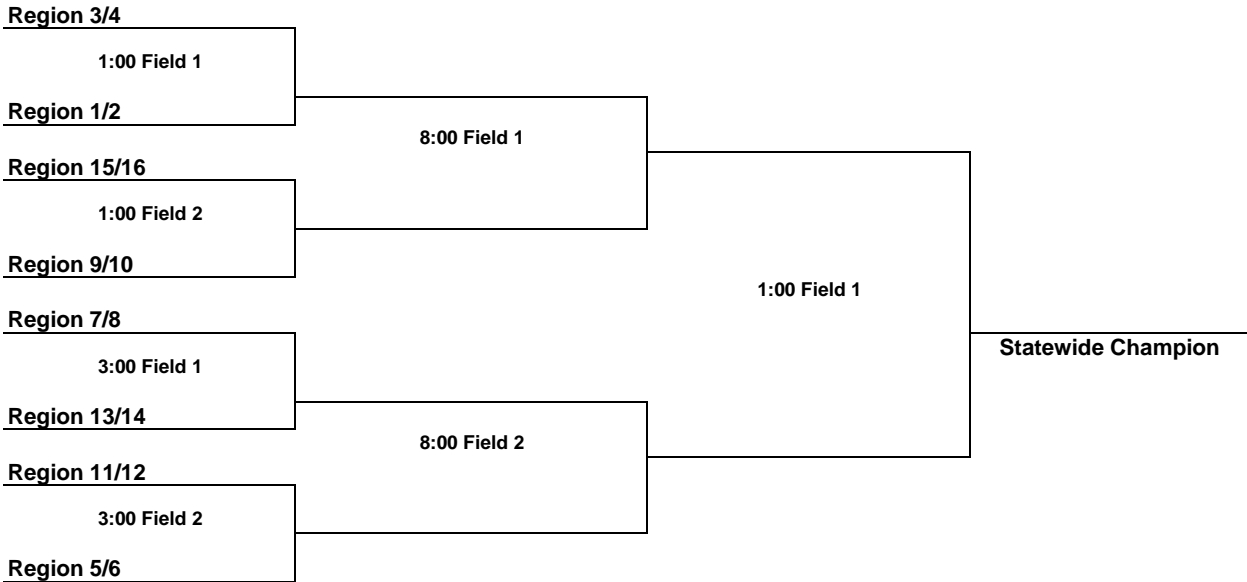 Region 3/4
1:00 Field 1
Region 1/2
8:00 Field 1
Region 15/16
1:00 Field 2
Region 9/10
1:00 Field 1
Region 7/8
Statewide Champion
3:00 Field 1
Region 13/14
8:00 Field 2
Region 11/12
3:00 Field 2
Region 5/6